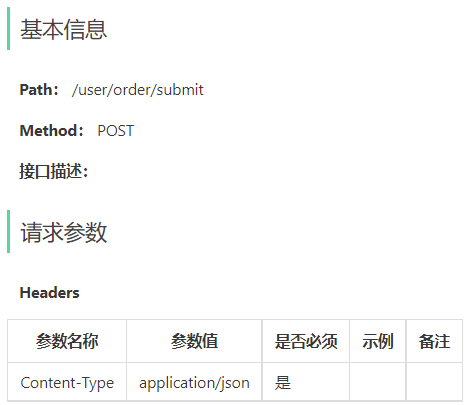 基本信息
Path： /user/order/submit
Method： POST
接口描述：
请求参数
Headers
参数名称 参数值 是否必须 示例 备注
Content-Type application/json 是